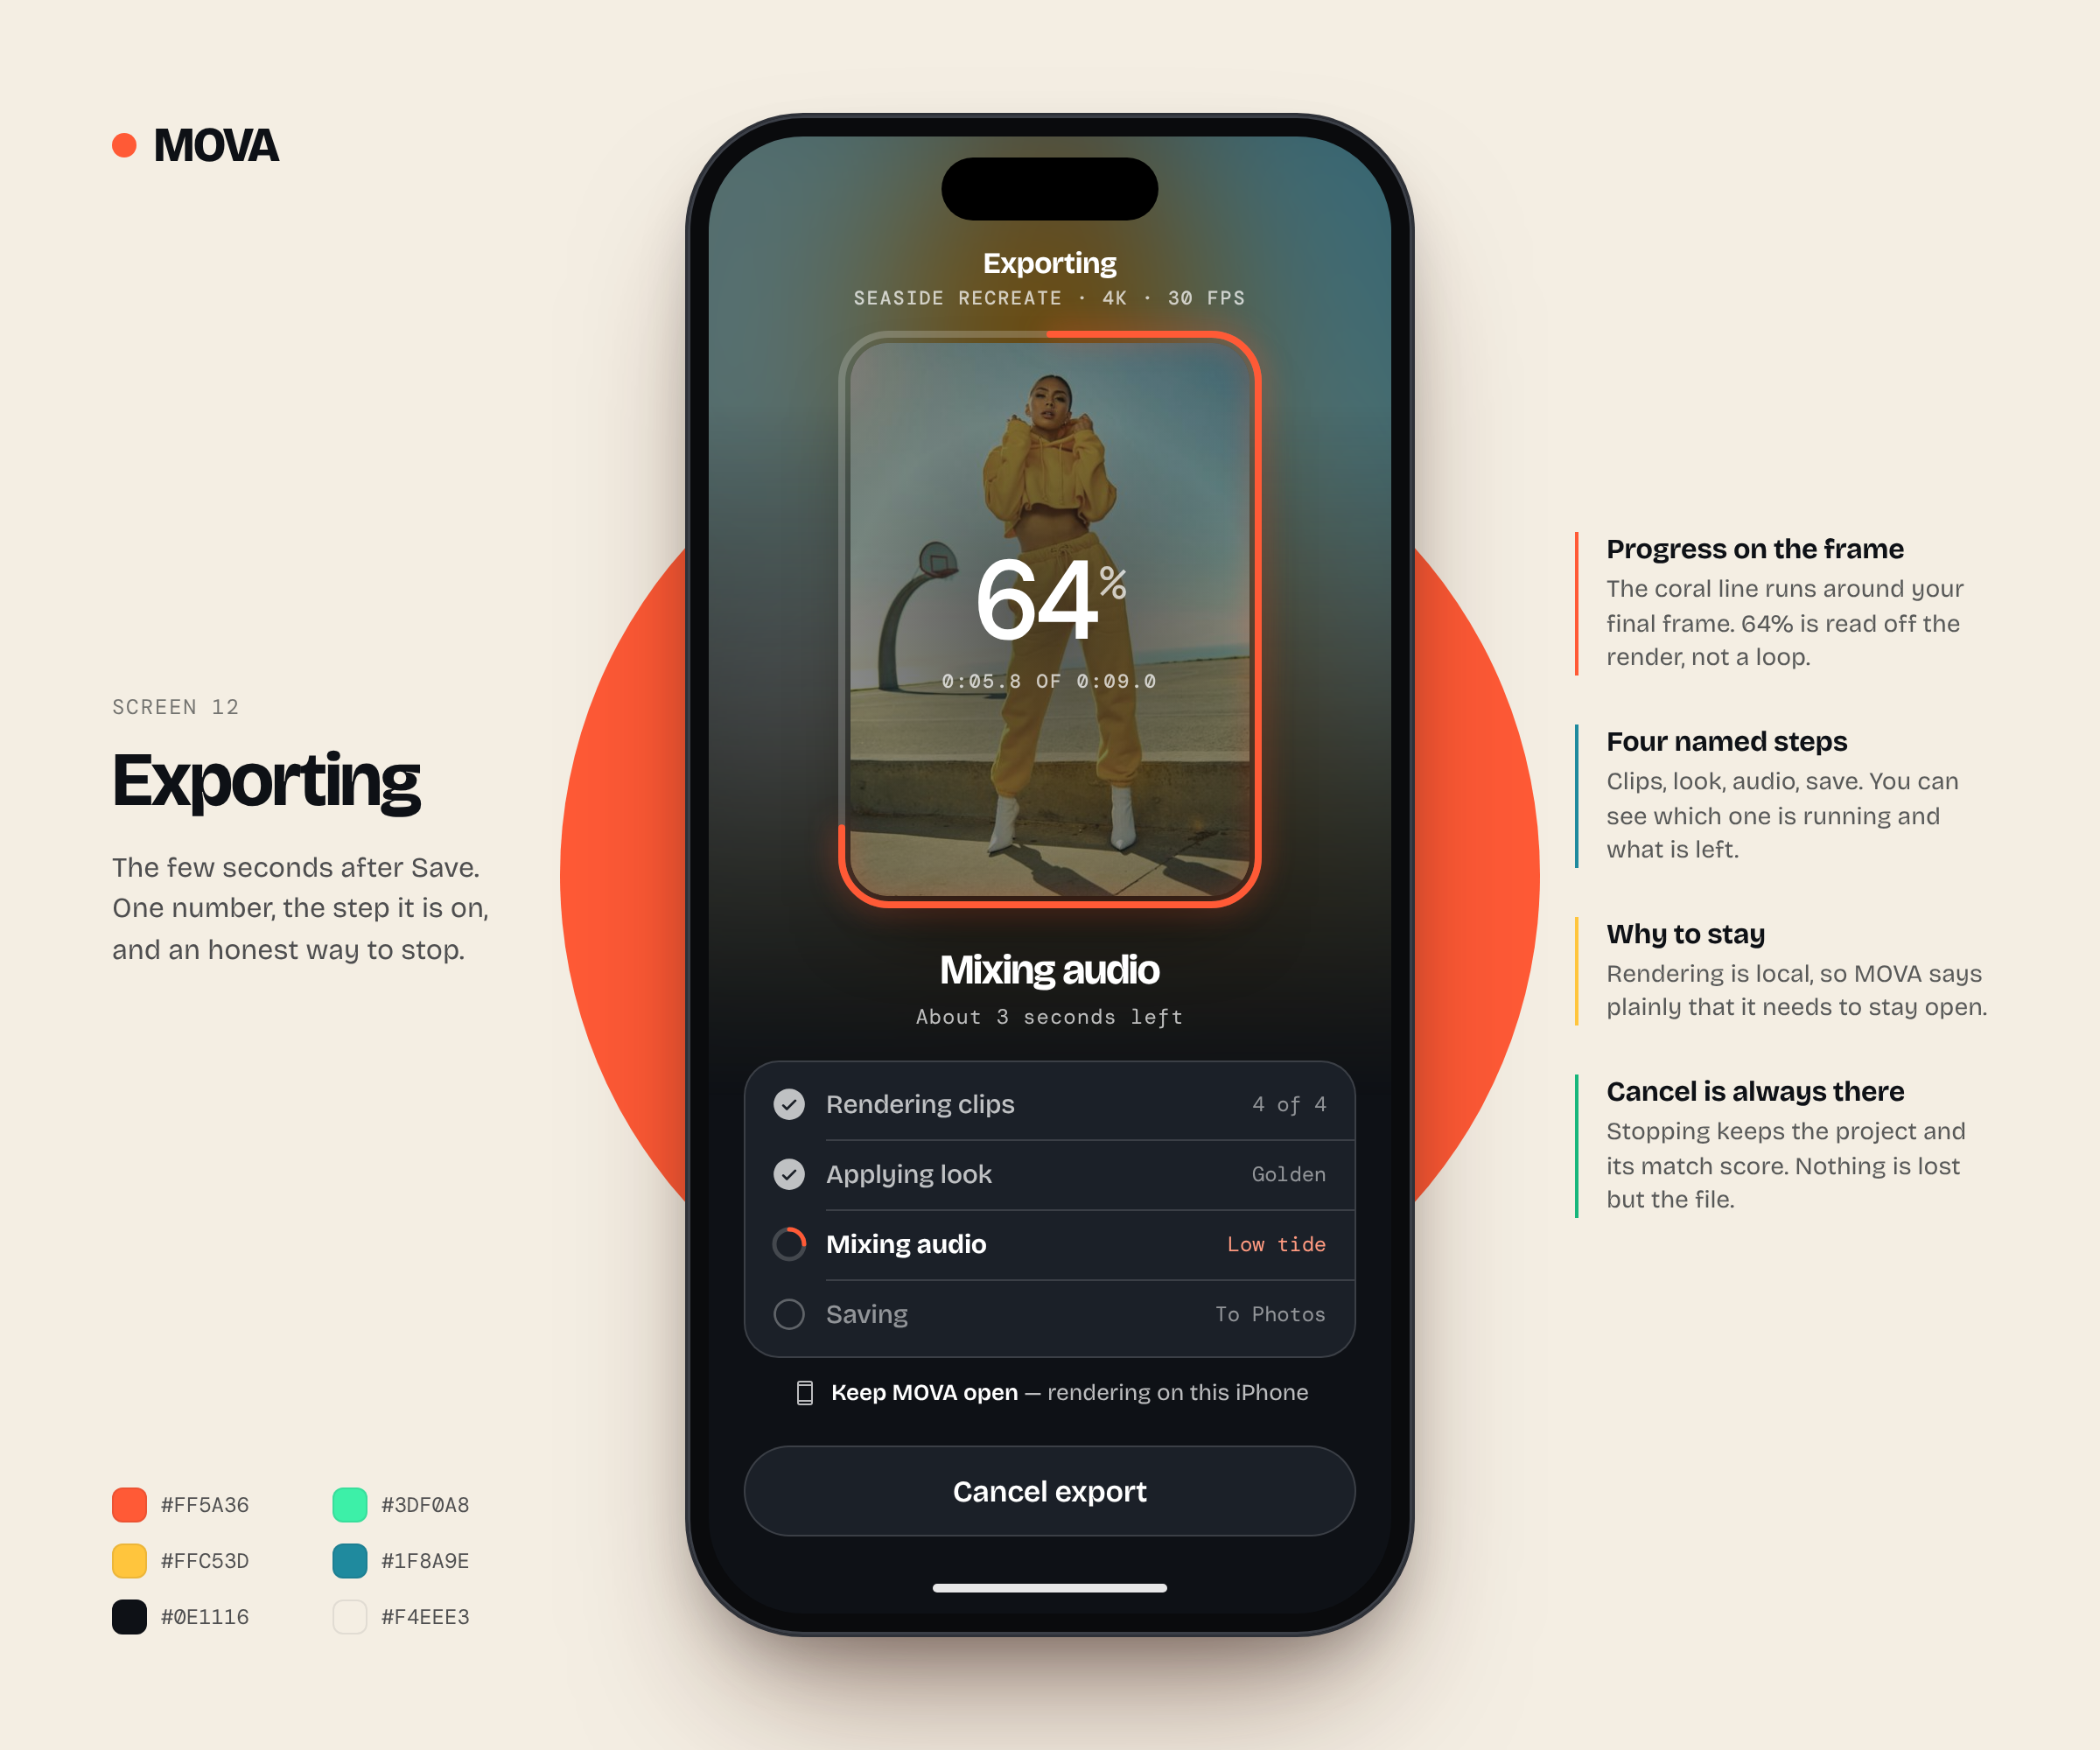 MOVA
SCREEN 12
Exporting
The few seconds after Save.
One number, the step it is on,
and an honest way to stop.
#FF5A36
#3DF0A8
#FFC53D
#1F8A9E
#0E1116
#F4EEE3
Exporting
SEASIDE RECREATE · 4K · 30 FPS
64%
0:05.8 OF 0:09.0
Mixing audio
About 3 seconds left
Rendering clips 4 of 4
Applying look Golden
Mixing audio Low tide
Saving To Photos
Keep MOVA open — rendering on this iPhone
Cancel export
Progress on the frame
The coral line runs around your
final frame. 64% is read off the
render, not a loop.
Four named steps
Clips, look, audio, save. You can
see which one is running and
what is left.
Why to stay
Rendering is local, so MOVA says
plainly that it needs to stay open.
Cancel is always there
Stopping keeps the project and
its match score. Nothing is lost
but the file.